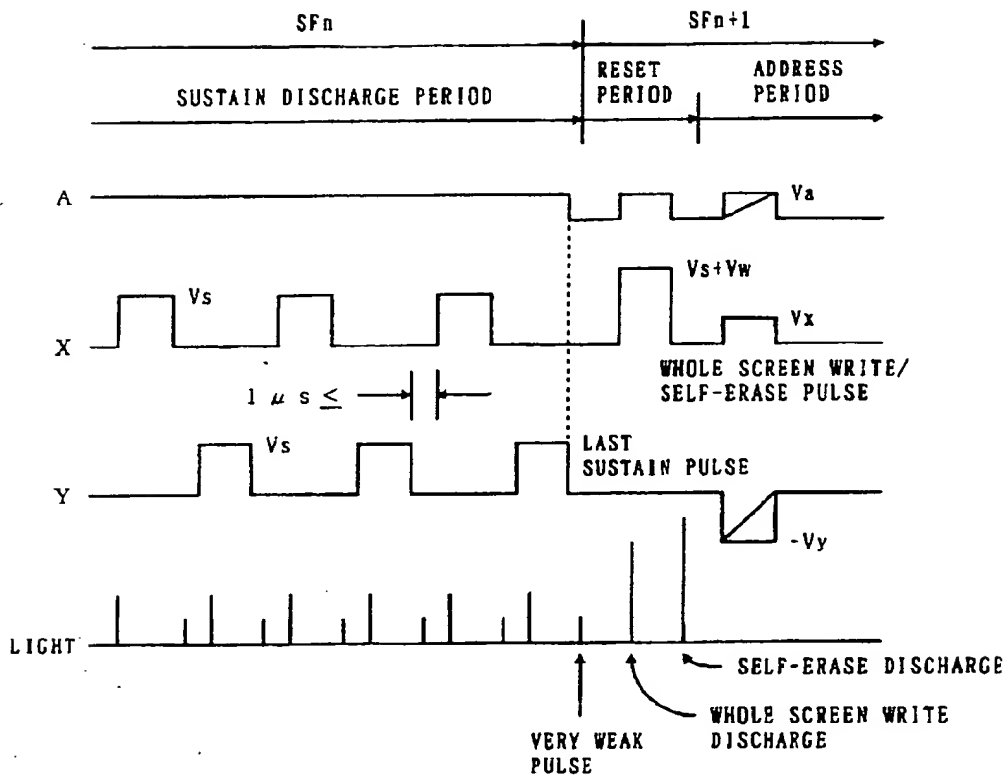 SFn
SFn+1
RESET
PERIOD
ADDRESS
PERIOD
SUSTAIN DISCHARGE PERIOD
A
Va
Vs+Vw
Vs
Vx
X
WHOLE SCREEN WRITE/
SELF-ERASE PULSE
1 μ s ≤
Vs
LAST
SUSTAIN PULSE
Y
-Vy
LIGHT
SELF-ERASE DISCHARGE
WHOLE SCREEN WRITE
DISCHARGE
VERY WEAK
PULSE